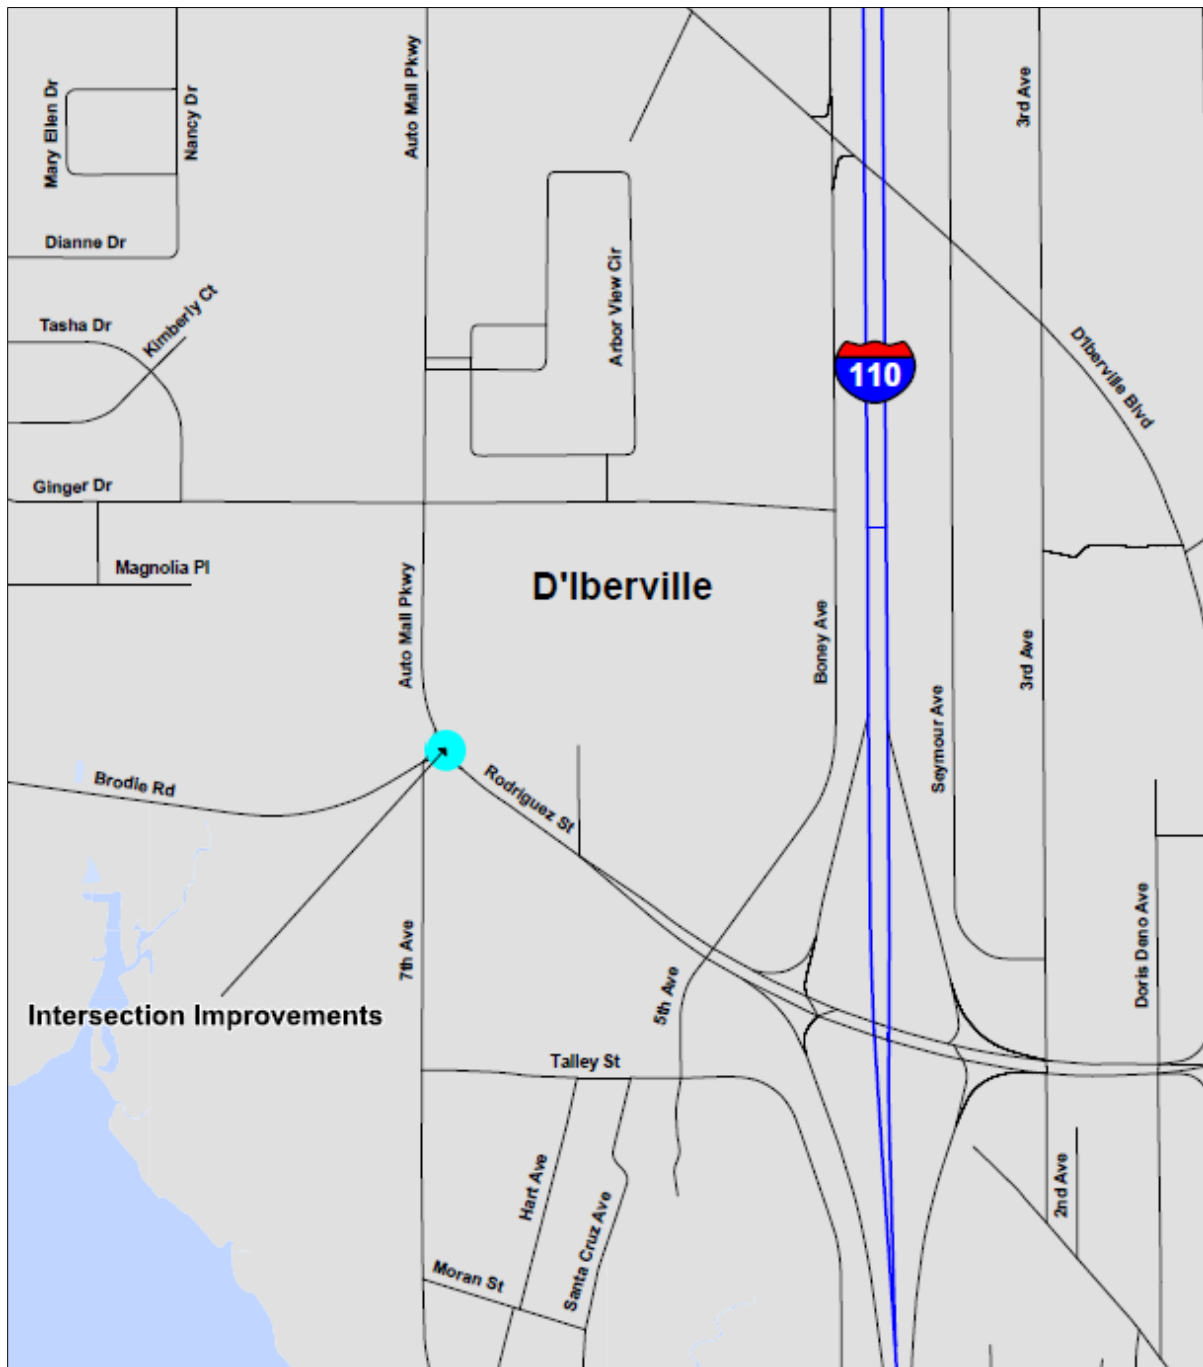 Mary Ellen Dr
Nancy Dr
Auto Mall Pkwy
3rd Ave
Dianne Dr
Tasha Dr
Kimberly Ct
Arbor View Cir
110
D'Iberville Blvd
Ginger Dr
Magnolia Pl
D'Iberville
Auto Mall Pkwy
Boney Ave
3rd Ave
Seymour Ave
Brodie Rd
Rodriguez St
7th Ave
5th Ave
Doris Deno Ave
Intersection Improvements
Talley St
Hart Ave
Santa Cruz Ave
2nd Ave
Moran St